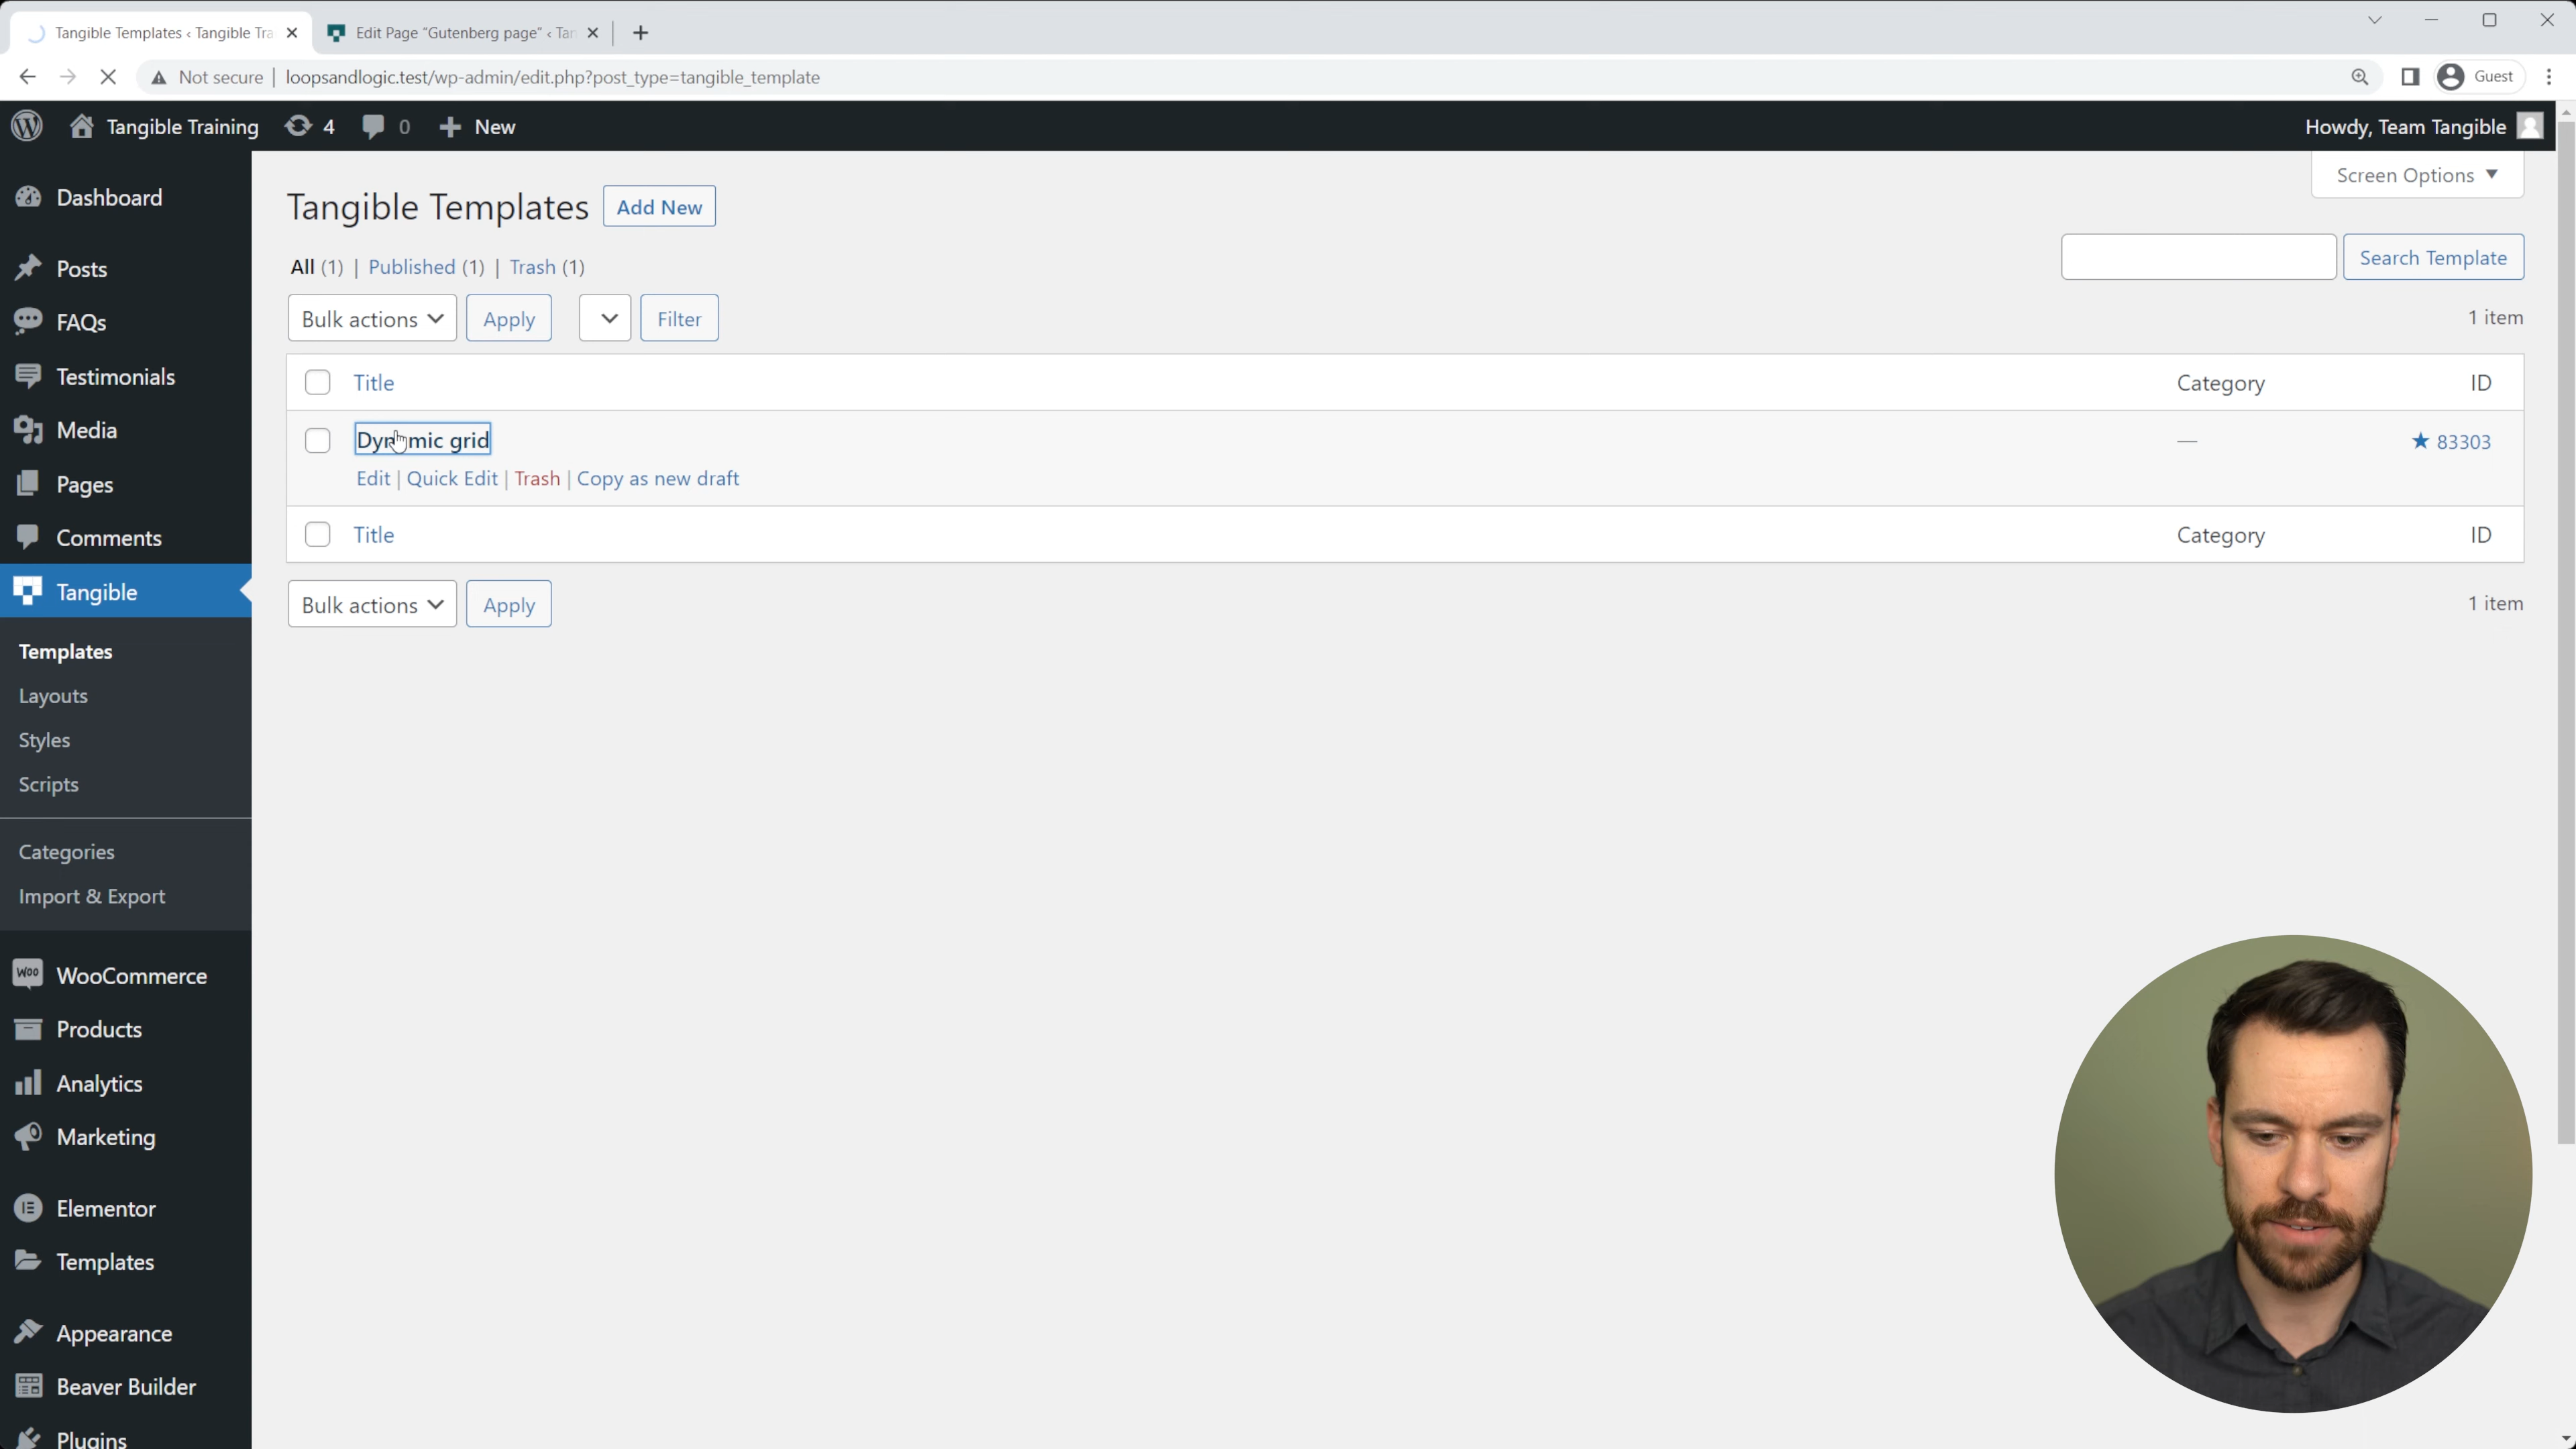 Tangible Templates ‹ Tangible Tra
Edit Page “Gutenberg page” ‹ Tan
Not secure | loopsandlogic.test/wp-admin/edit.php?post_type=tangible_template
Guest
Tangible Training 4 0 New
Howdy, Team Tangible
Dashboard
Posts
FAQs
Testimonials
Media
Pages
Comments
Tangible
Templates
Layouts
Styles
Scripts
Categories
Import & Export
WooCommerce
Products
Analytics
Marketing
Elementor
Templates
Appearance
Beaver Builder
Plugins
Screen Options
Tangible Templates Add New
All (1) | Published (1) | Trash (1)
Search Template
Bulk actions Apply Filter
1 item
Title Category ID
Dynamic grid — 83303
Edit | Quick Edit | Trash | Copy as new draft
Title Category ID
Bulk actions Apply
1 item